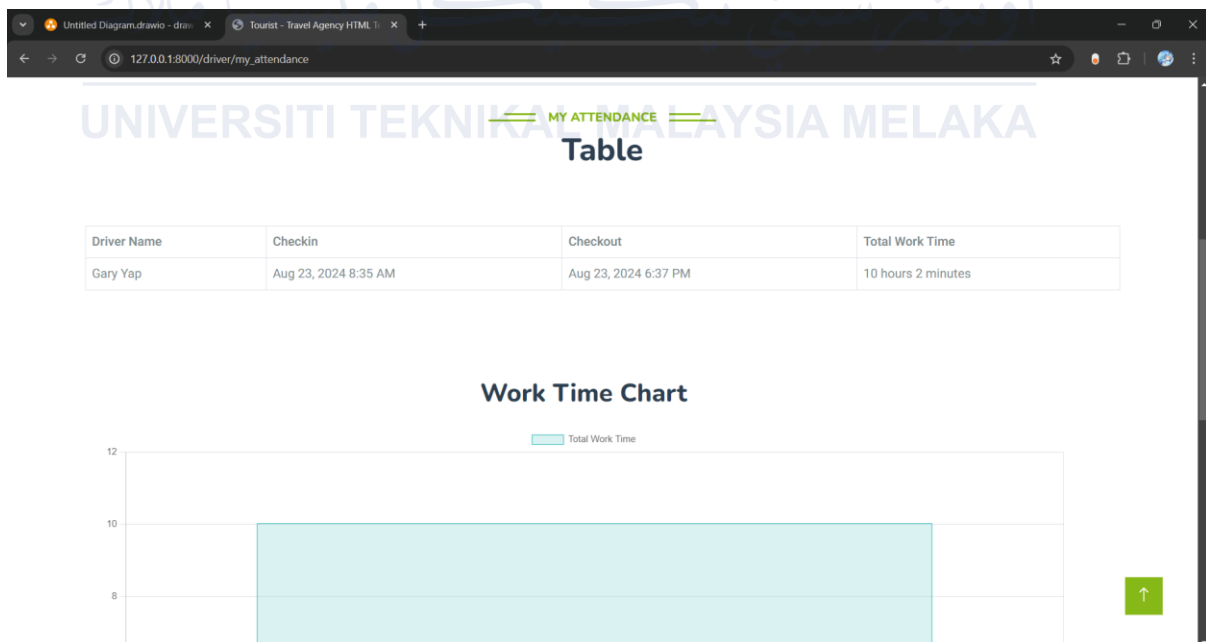 Untitled Diagram.drawio - draw
Tourist - Travel Agency HTML Te
127.0.0.1:8000/driver/my_attendance
UNIVERSITI TEKNIKAL MALAYSIA MELAKA
MY ATTENDANCE
Table
Driver Name Checkin Checkout Total Work Time
Gary Yap Aug 23, 2024 8:35 AM Aug 23, 2024 6:37 PM 10 hours 2 minutes
Work Time Chart
Total Work Time
12
10
8